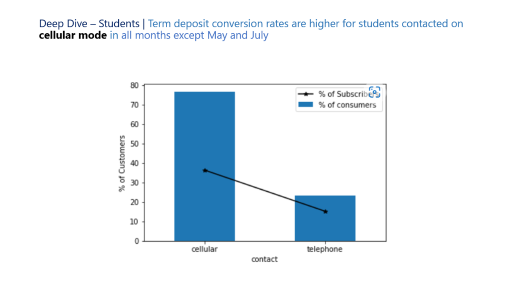 Deep Dive – Students | Term deposit conversion rates are higher for students contacted on
cellular mode in all months except May and July
80
70
60
50
40
30
20
10
0
% of Customers
% of
% of consumers
cellular
telephone
contact